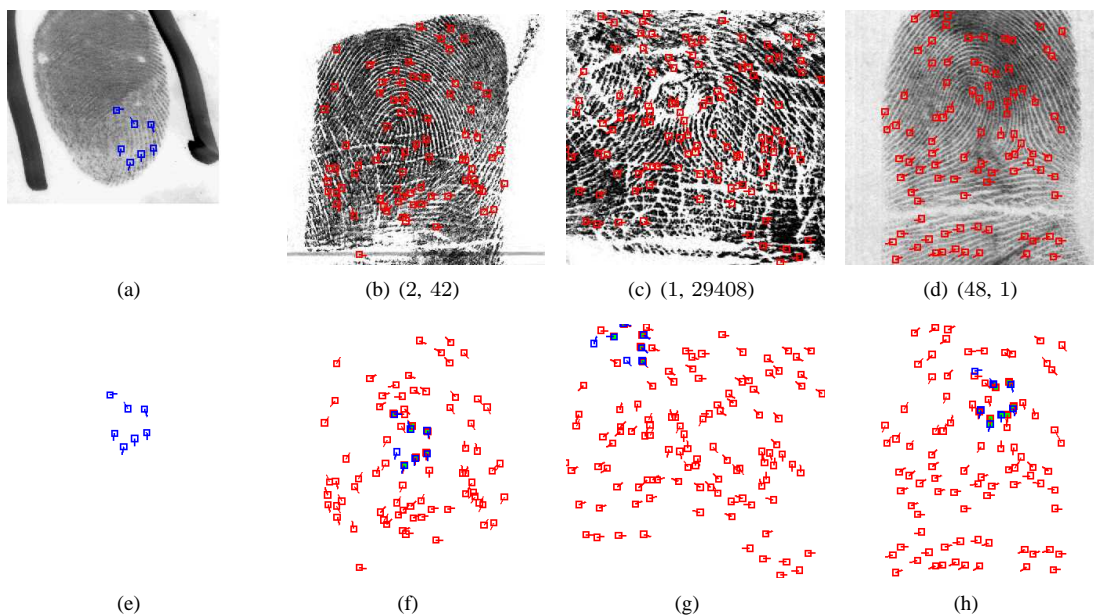 (a)
(b) (2, 42)
(c) (1, 29408)
(d) (48, 1)
(e)
(f)
(g)
(h)